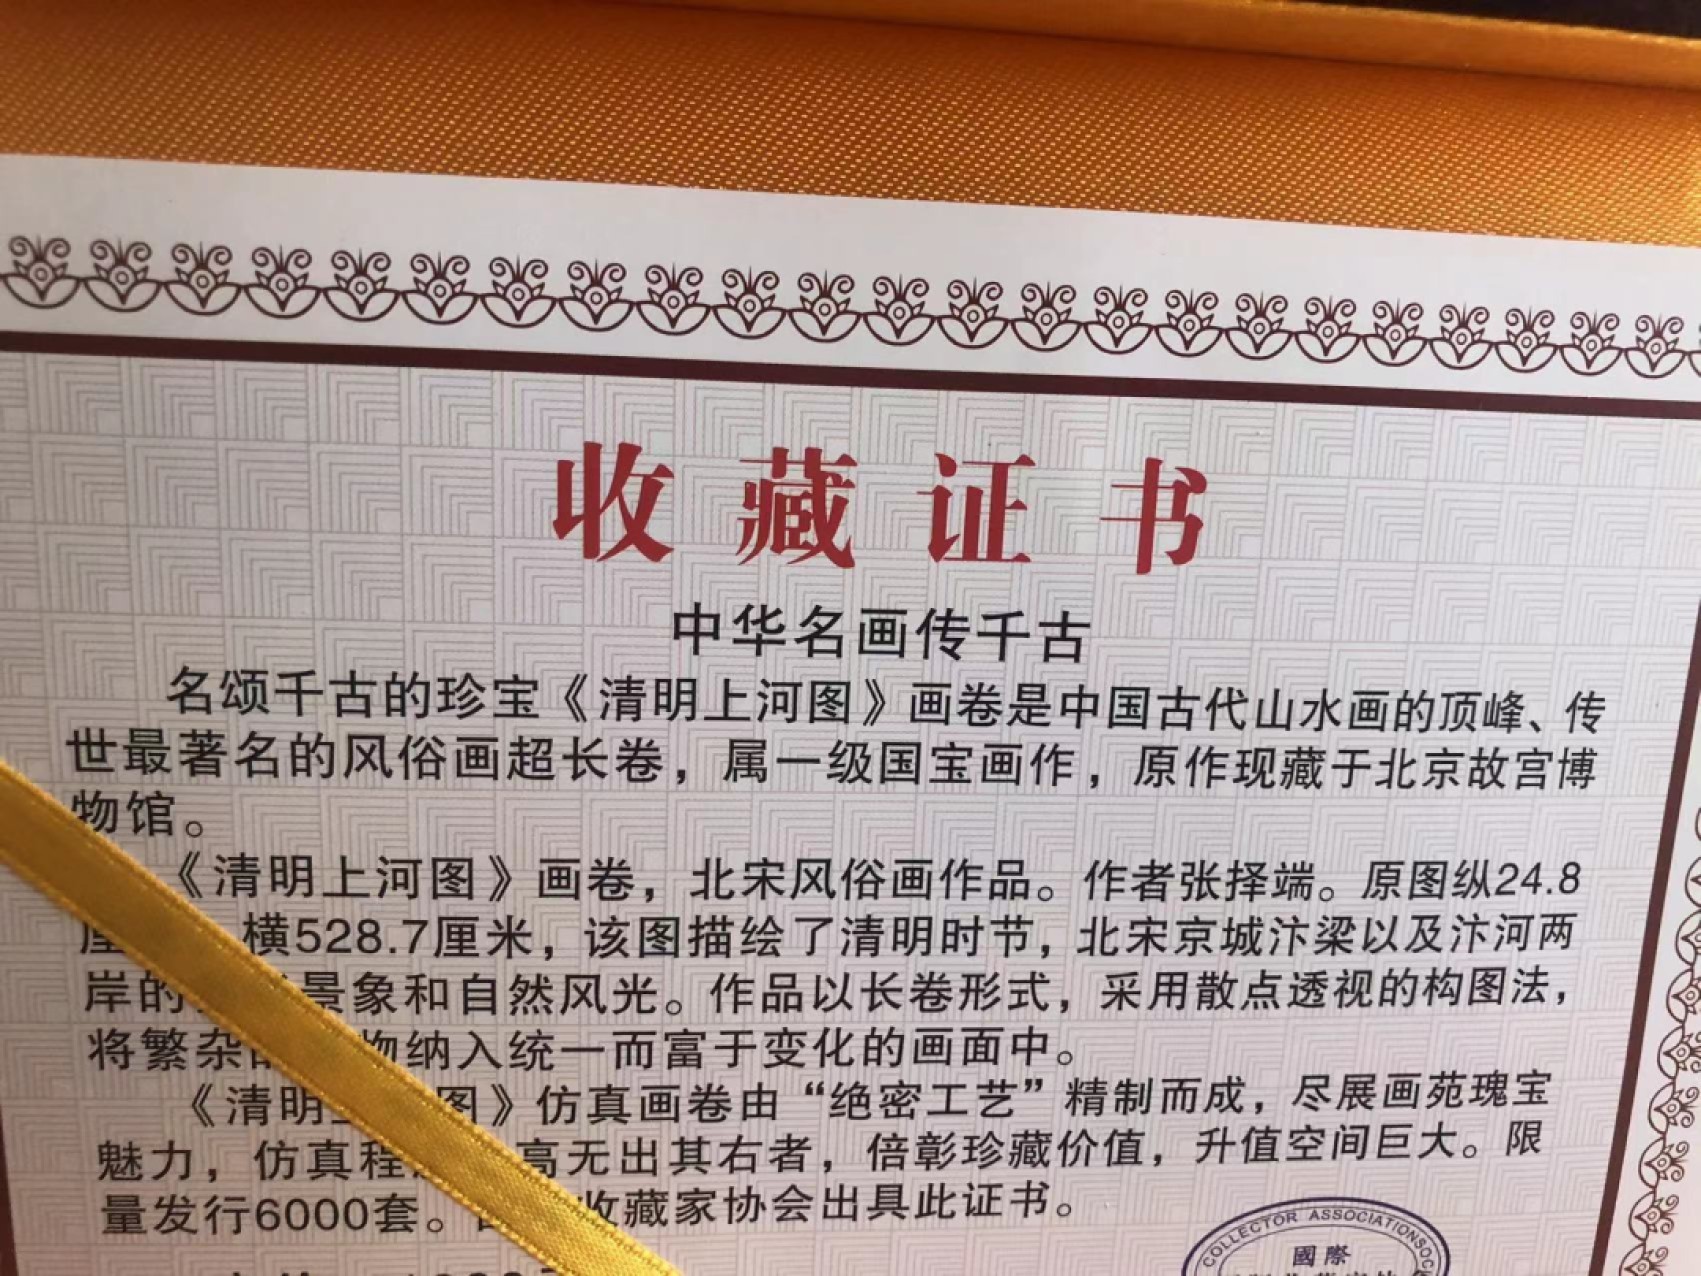 收藏证书
中华名画传千古
名颂千古的珍宝《清明上河图》画卷是中国古代山水画的顶峰、传
世最著名的风俗画超长卷，属一级国宝画作，原作现藏于北京故宫博
物馆。
《清明上河图》画卷，北宋风俗画作品。作者张择端。原图纵24.8
厘 横528.7厘米，该图描绘了清明时节，北宋京城汴梁以及汴河两
岸的 景象和自然风光。作品以长卷形式，采用散点透视的构图法，
将繁杂 物纳入统一而富于变化的画面中。
《清明上河图》仿真画卷由“绝密工艺”精制而成，尽展画苑瑰宝
魅力，仿真程 高无出其右者，倍彰珍藏价值，升值空间巨大。限
量发行6000套。 收藏家协会出具此证书。
COLLECTOR ASSOCIATION
國際